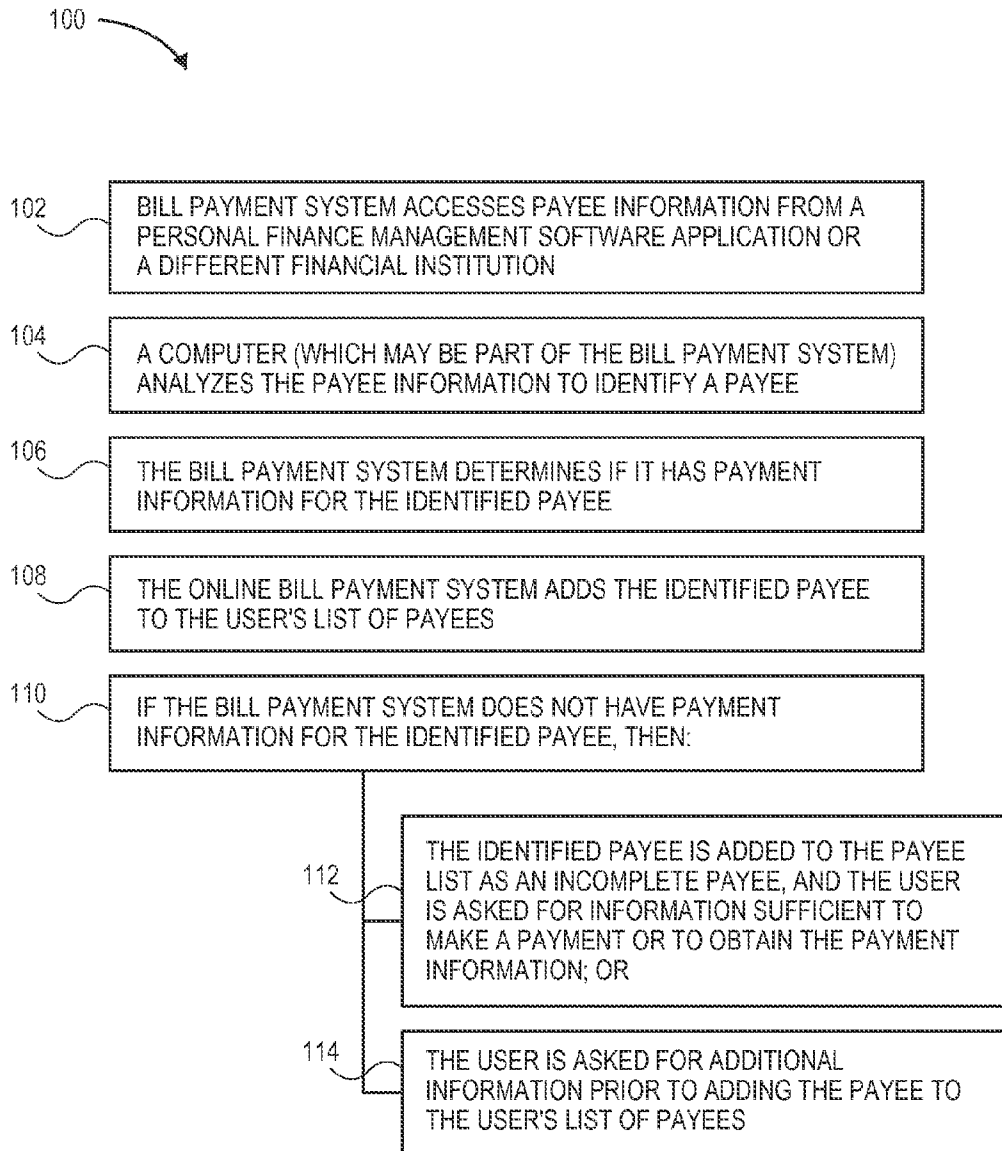 100
102
BILL PAYMENT SYSTEM ACCESSES PAYEE INFORMATION FROM A
PERSONAL FINANCE MANAGEMENT SOFTWARE APPLICATION OR
A DIFFERENT FINANCIAL INSTITUTION
104
A COMPUTER (WHICH MAY BE PART OF THE BILL PAYMENT SYSTEM)
ANALYZES THE PAYEE INFORMATION TO IDENTIFY A PAYEE
106
THE BILL PAYMENT SYSTEM DETERMINES IF IT HAS PAYMENT
INFORMATION FOR THE IDENTIFIED PAYEE
108
THE ONLINE BILL PAYMENT SYSTEM ADDS THE IDENTIFIED PAYEE
TO THE USER'S LIST OF PAYEES
110
IF THE BILL PAYMENT SYSTEM DOES NOT HAVE PAYMENT
INFORMATION FOR THE IDENTIFIED PAYEE, THEN:
112
THE IDENTIFIED PAYEE IS ADDED TO THE PAYEE
LIST AS AN INCOMPLETE PAYEE, AND THE USER
IS ASKED FOR INFORMATION SUFFICIENT TO
MAKE A PAYMENT OR TO OBTAIN THE PAYMENT
INFORMATION; OR
114
THE USER IS ASKED FOR ADDITIONAL
INFORMATION PRIOR TO ADDING THE PAYEE TO
THE USER'S LIST OF PAYEES